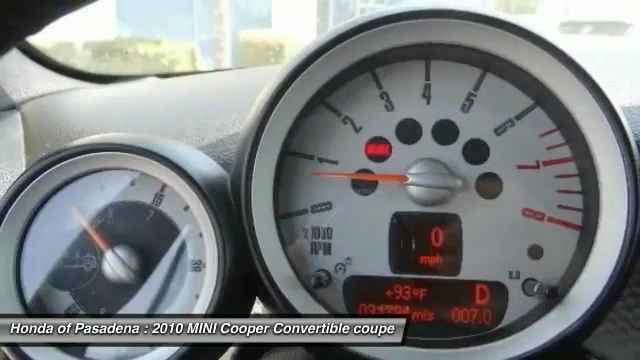 1
2
3
4
5
6
7
8
x 1000
RPM
0
mph
+93°F
D
mls
007.0
Honda of Pasadena : 2010 MINI Cooper Convertible coupe